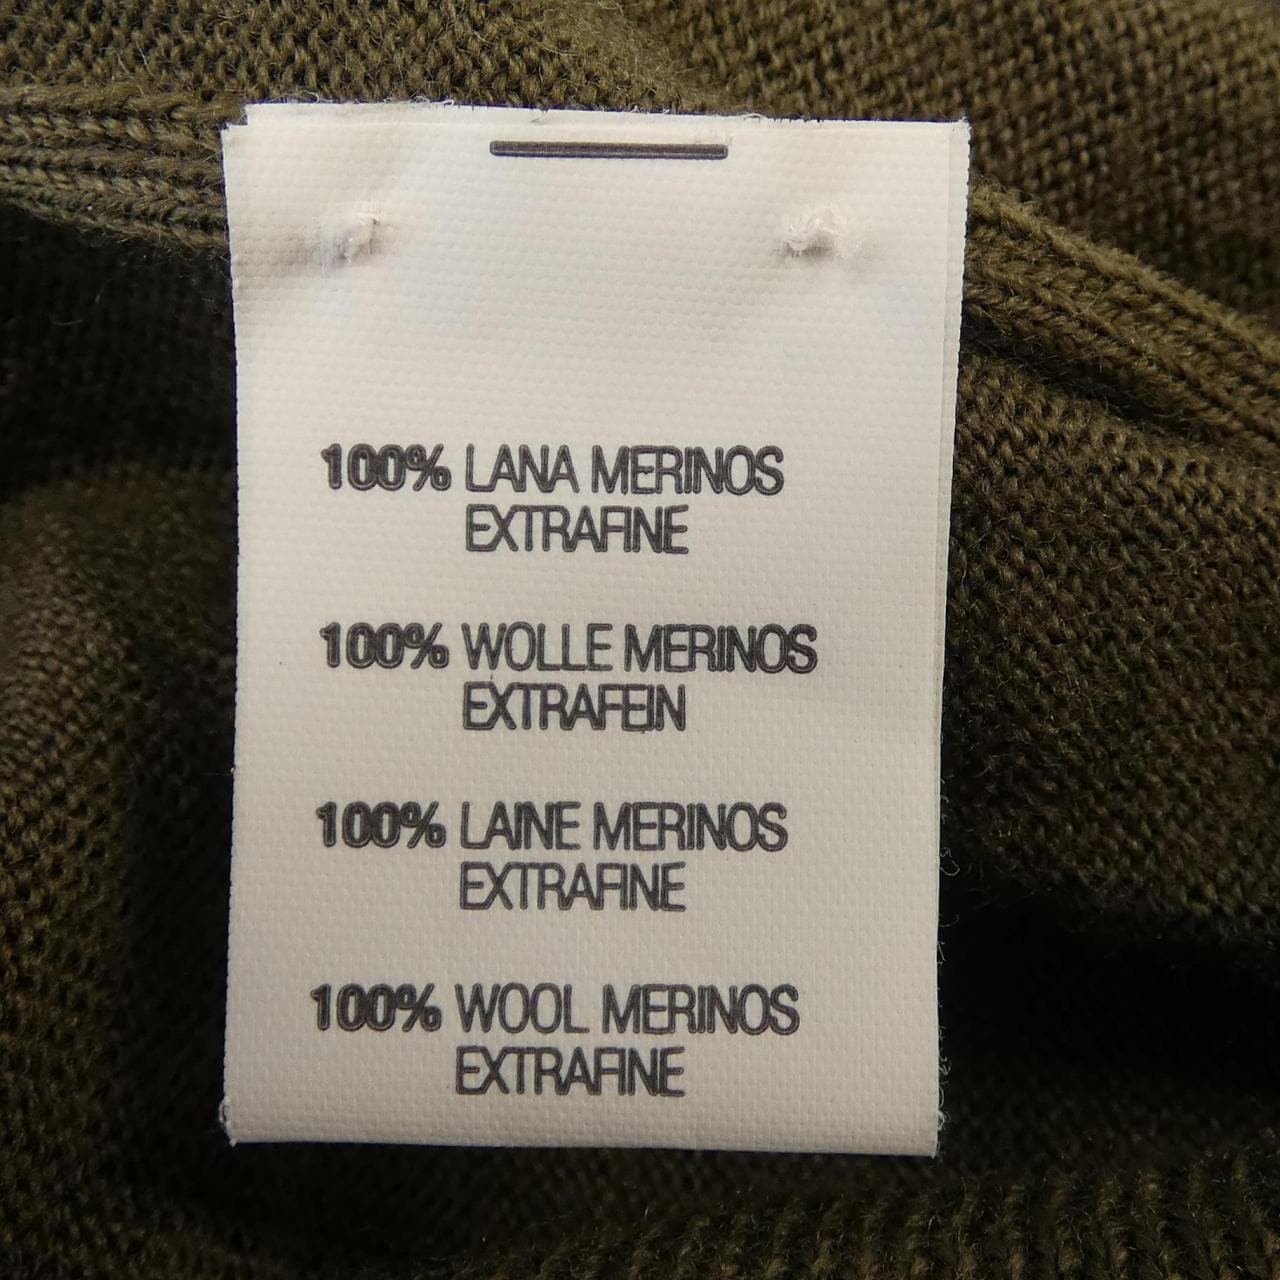 100% LANA MERINOS
EXTRAFINE
100% WOLLE MERINOS
EXTRAFEIN
100% LAINE MERINOS
EXTRAFINE
100% WOOL MERINOS
EXTRAFINE